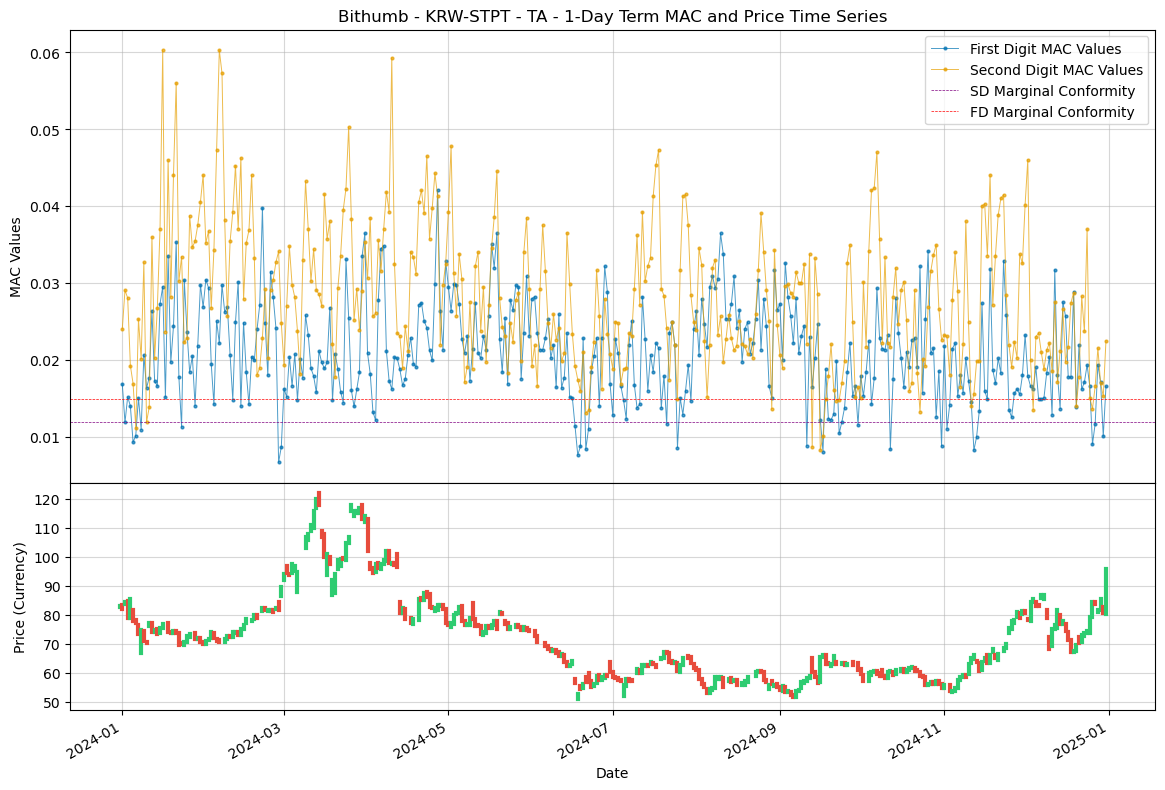 Bithumb - KRW-STPT - TA - 1-Day Term MAC and Price Time Series
MAC Values
0.06
0.05
0.04
0.03
0.02
0.01
First Digit MAC Values
Second Digit MAC Values
SD Marginal Conformity
FD Marginal Conformity
Price (Currency)
120
110
100
90
80
70
60
50
2024-01
2024-03
2024-05
2024-07
2024-09
2024-11
2025-01
Date